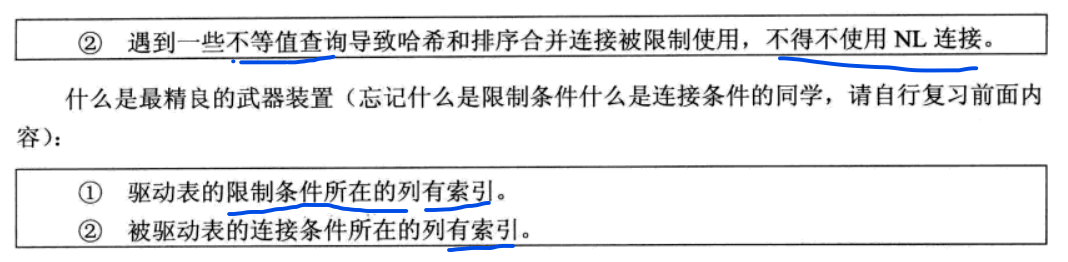 ② 遇到一些不等值查询导致哈希和排序合并连接被限制使用，不得不使用 NL 连接。
什么是最精良的武器装置（忘记什么是限制条件什么是连接条件的同学，请自行复习前面内
容）：
① 驱动表的限制条件所在的列有索引。
② 被驱动表的连接条件所在的列有索引。